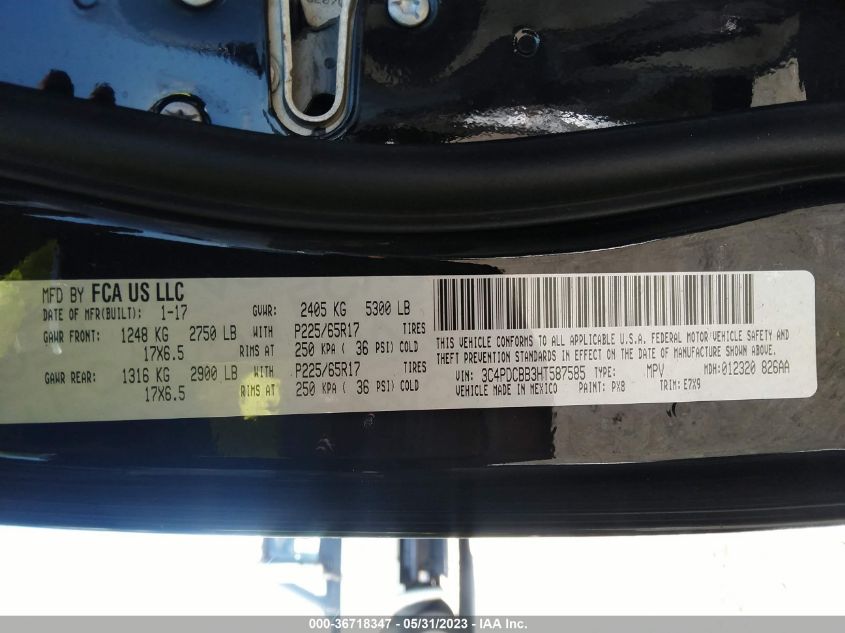 MFD BY FCA US LLC
DATE OF MFR(BUILT): 1-17 GVWR: 2405 KG 5300 LB
GAWR FRONT: 1248 KG 2750 LB WITH P225/65R17 TIRES
17X6.5 RIMS AT 250 KPA ( 36 PSI) COLD
GAWR REAR: 1316 KG 2900 LB WITH P225/65R17 TIRES
17X6.5 RIMS AT 250 KPA ( 36 PSI) COLD
THIS VEHICLE CONFORMS TO ALL APPLICABLE U.S.A. FEDERAL MOTOR VEHICLE SAFETY AND
THEFT PREVENTION STANDARDS IN EFFECT ON THE DATE OF MANUFACTURE SHOWN ABOVE.
VIN: 3C4PDCBB3HT587585 TYPE: MPV MDH:012320 826AA
VEHICLE MADE IN MEXICO PAINT: PX8 TRIM: E7X9
000-36718347 - 05/31/2023 - IAAI.COM